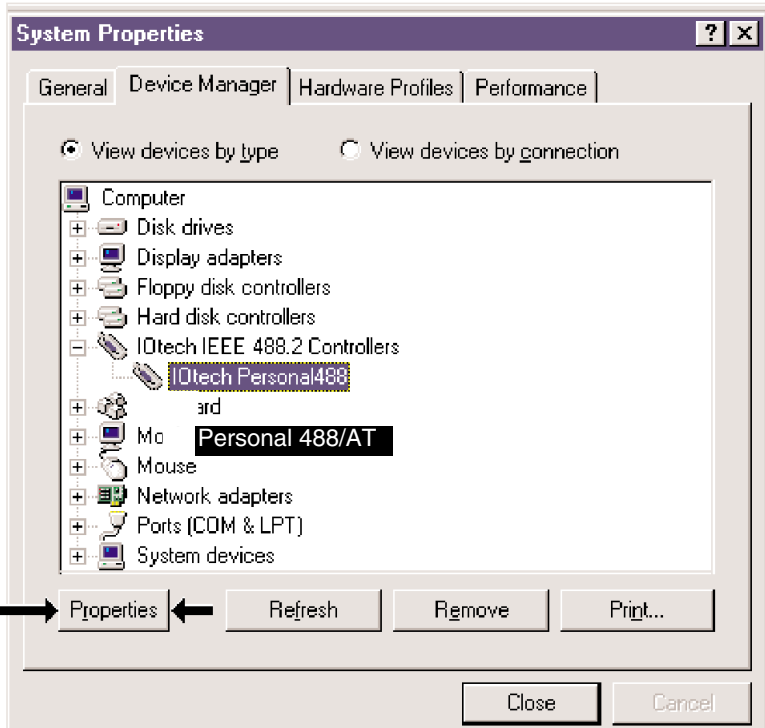 System Properties
General Device Manager Hardware Profiles Performance
View devices by type View devices by connection
Computer
Disk drives
Display adapters
Floppy disk controllers
Hard disk controllers
IOtech IEEE 488.2 Controllers
IOtech Personal488
ard
Mo
Personal 488/AT
Mouse
Network adapters
Ports (COM & LPT)
System devices
Properties Refresh Remove Print...
Close Cancel